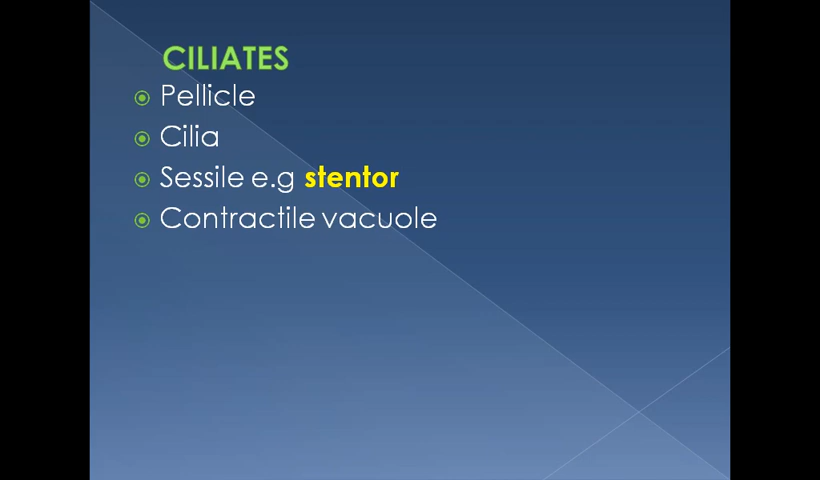 CILIATES
Pellicle
Cilia
Sessile e.g stentor
Contractile vacuole